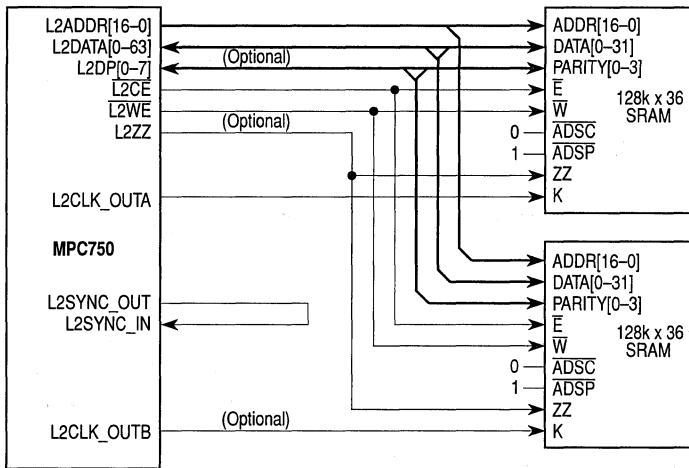 L2ADDR[16–0]
L2DATA[0–63]
L2DP[0–7]
L2CE
L2WE
L2ZZ
L2CLK_OUTA
MPC750
L2SYNC_OUT
L2SYNC_IN
L2CLK_OUTB
(Optional)
(Optional)
(Optional)
ADDR[16–0]
DATA[0–31]
PARITY[0–3]
E
W
0 ADSC
1 ADSP
ZZ
K
128k x 36
SRAM
ADDR[16–0]
DATA[0–31]
PARITY[0–3]
E
W
0 ADSC
1 ADSP
ZZ
K
128k x 36
SRAM